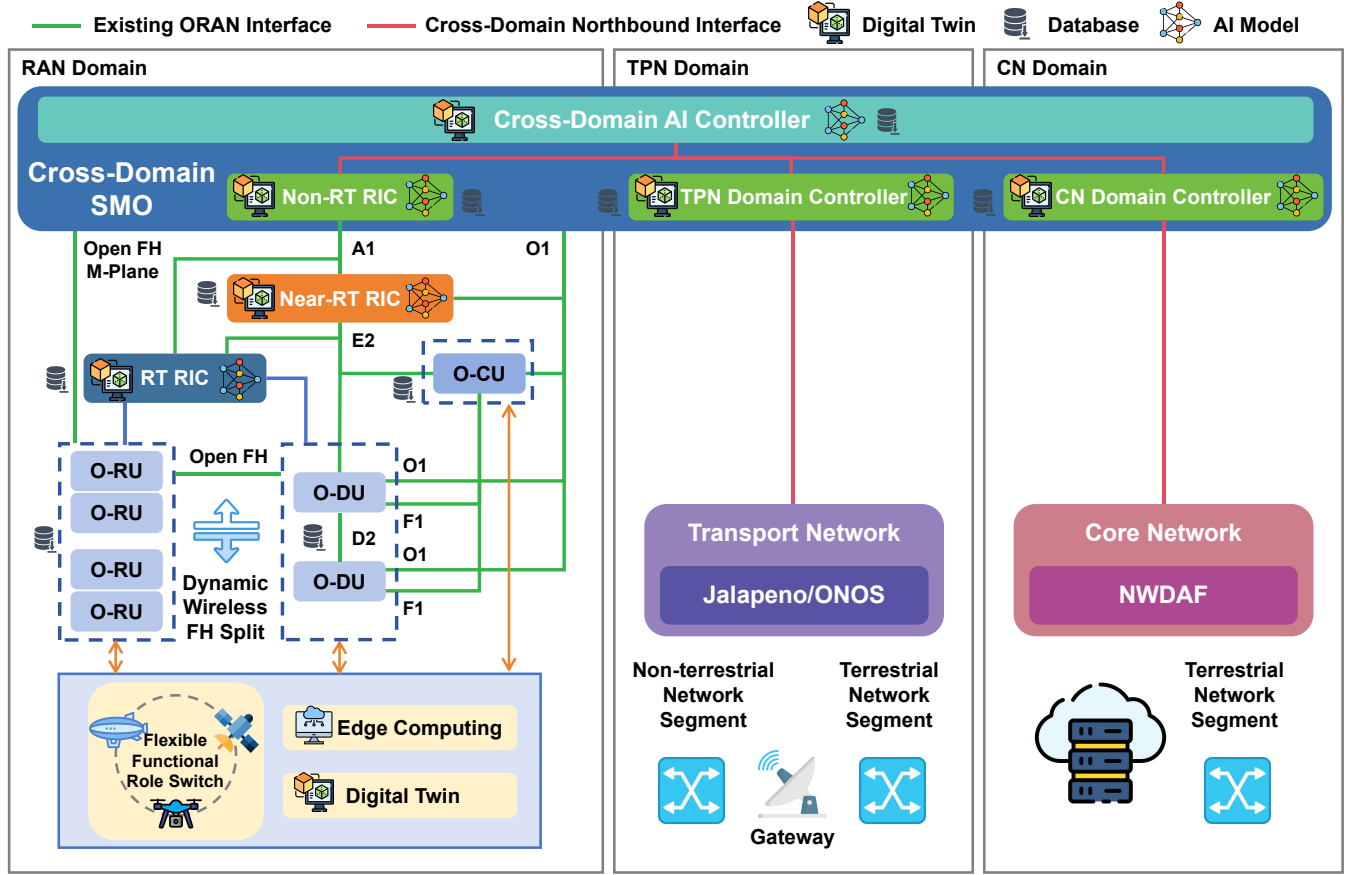 Existing ORAN Interface
Cross-Domain Northbound Interface
Digital Twin
Database
AI Model
RAN Domain
TPN Domain
CN Domain
Cross-Domain AI Controller
Cross-Domain
SMO
Non-RT RIC
TPN Domain Controller
CN Domain Controller
Open FH
M-Plane
A1
O1
Near-RT RIC
E2
RT RIC
O-CU
O-RU
O-RU
O-RU
O-RU
Open FH
Dynamic
Wireless
FH Split
O-DU
O1
F1
D2
O-DU
O1
F1
Flexible
Functional
Role Switch
Edge Computing
Digital Twin
Transport Network
Jalapeno/ONOS
Non-terrestrial
Network
Segment
Terrestrial
Network
Segment
Gateway
Core Network
NWDAF
Terrestrial
Network
Segment